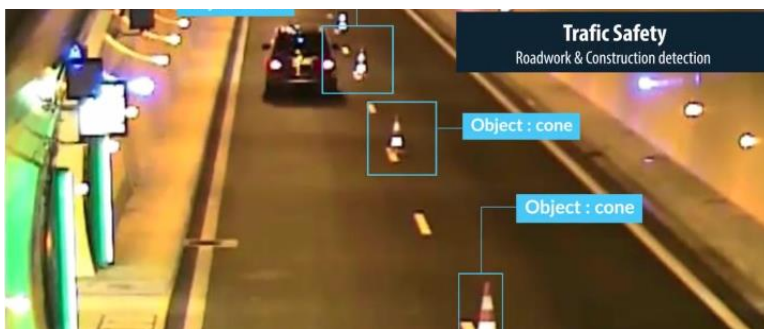 Trafic Safety
Roadwork & Construction detection
Object : cone
Object : cone